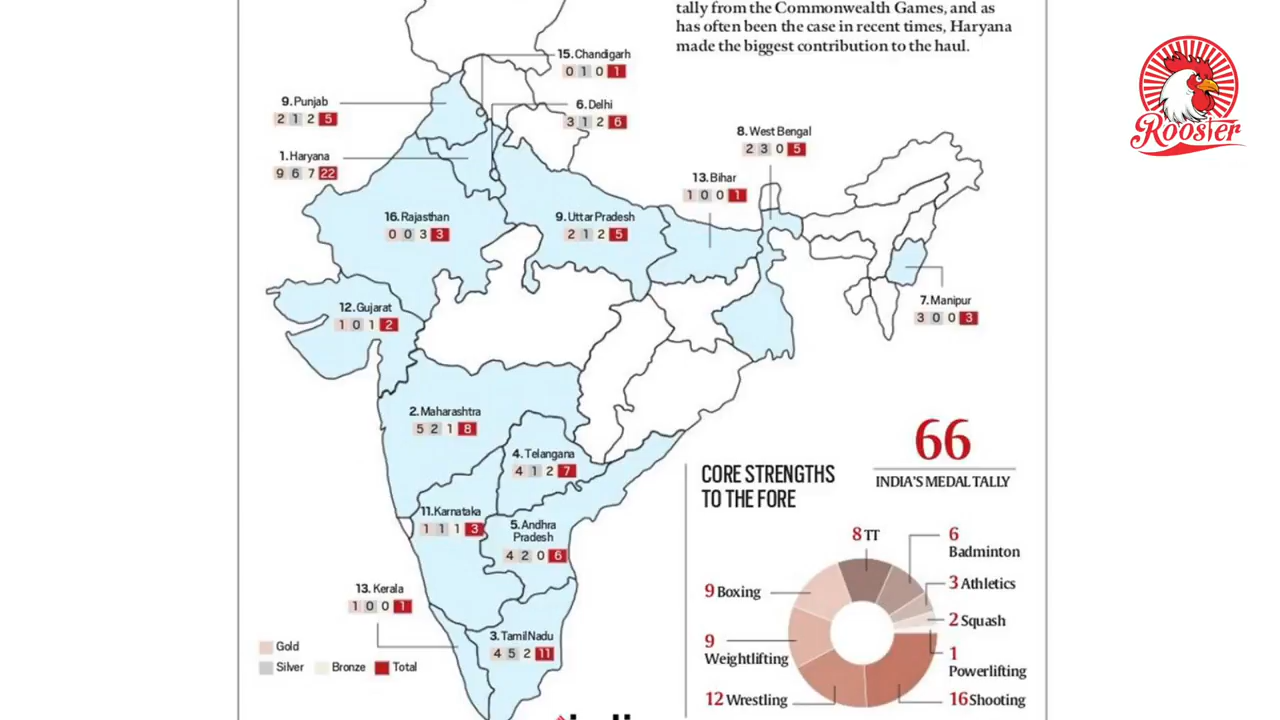 tally from the Commonwealth Games, and as
has often been the case in recent times, Haryana
made the biggest contribution to the haul.
Rooster
15. Chandigarh
0 1 0 1
9. Punjab
2 1 2 5
6. Delhi
3 1 2 6
8. West Bengal
2 3 0 5
1. Haryana
9 6 7 22
13. Bihar
1 0 0 1
16. Rajasthan
0 0 3 3
9. Uttar Pradesh
2 1 2 5
7. Manipur
3 0 0 3
12. Gujarat
1 0 1 2
2. Maharashtra
5 2 1 8
4. Telangana
4 1 2 7
11. Karnataka
1 1 1 3
5. Andhra
Pradesh
4 2 0 6
13. Kerala
1 0 0 1
3. Tamil Nadu
4 5 2 11
Gold
Silver Bronze Total
CORE STRENGTHS
TO THE FORE
66
INDIA'S MEDAL TALLY
8 TT
6
Badminton
3 Athletics
9 Boxing
2 Squash
9
Weightlifting
1
Powerlifting
12 Wrestling
16 Shooting